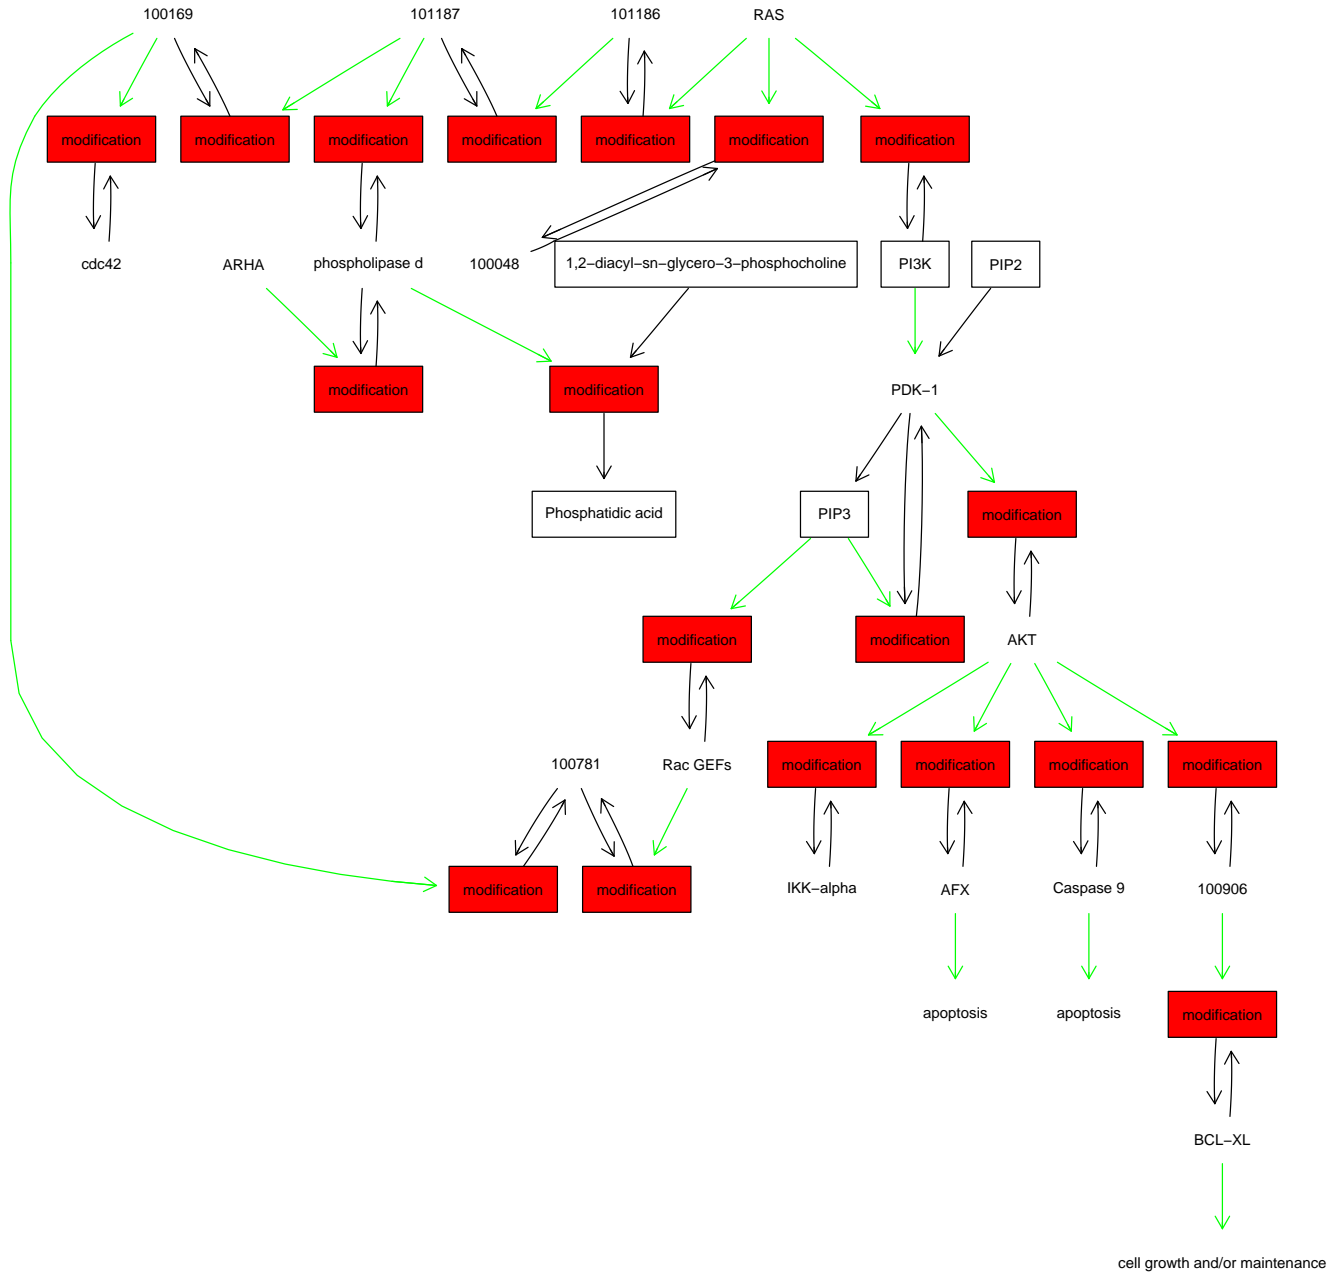 100169
101187
101186
RAS
modification
modification
modification
modification
modification
modification
modification
cdc42
ARHA
phospholipase d
100048
1,2−diacyl−sn−glycero−3−phosphocholine
PI3K
PIP2
modification
modification
PDK−1
Phosphatidic acid
PIP3
modification
modification
modification
AKT
100781
Rac GEFs
modification
modification
modification
modification
modification
modification
IKK−alpha
AFX
Caspase 9
100906
apoptosis
apoptosis
modification
BCL−XL
cell growth and/or maintenance